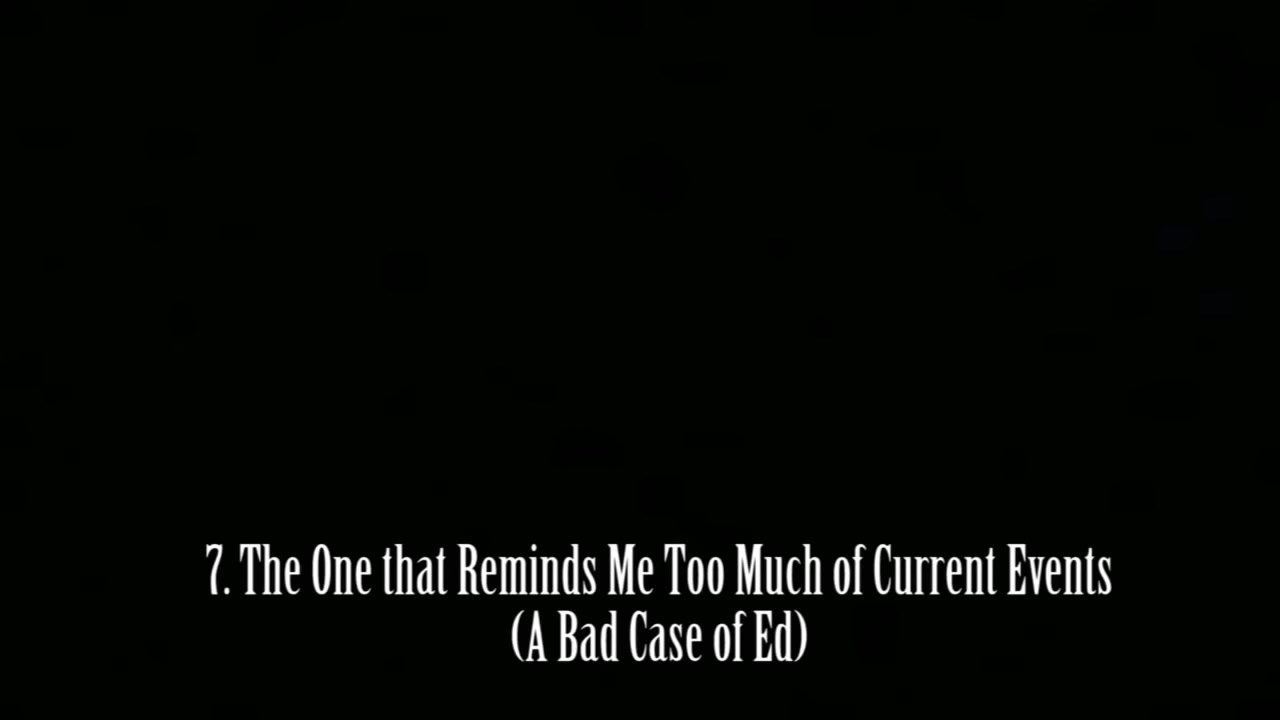 7. The One that Reminds Me Too Much of Current Events
(A Bad Case of Ed)